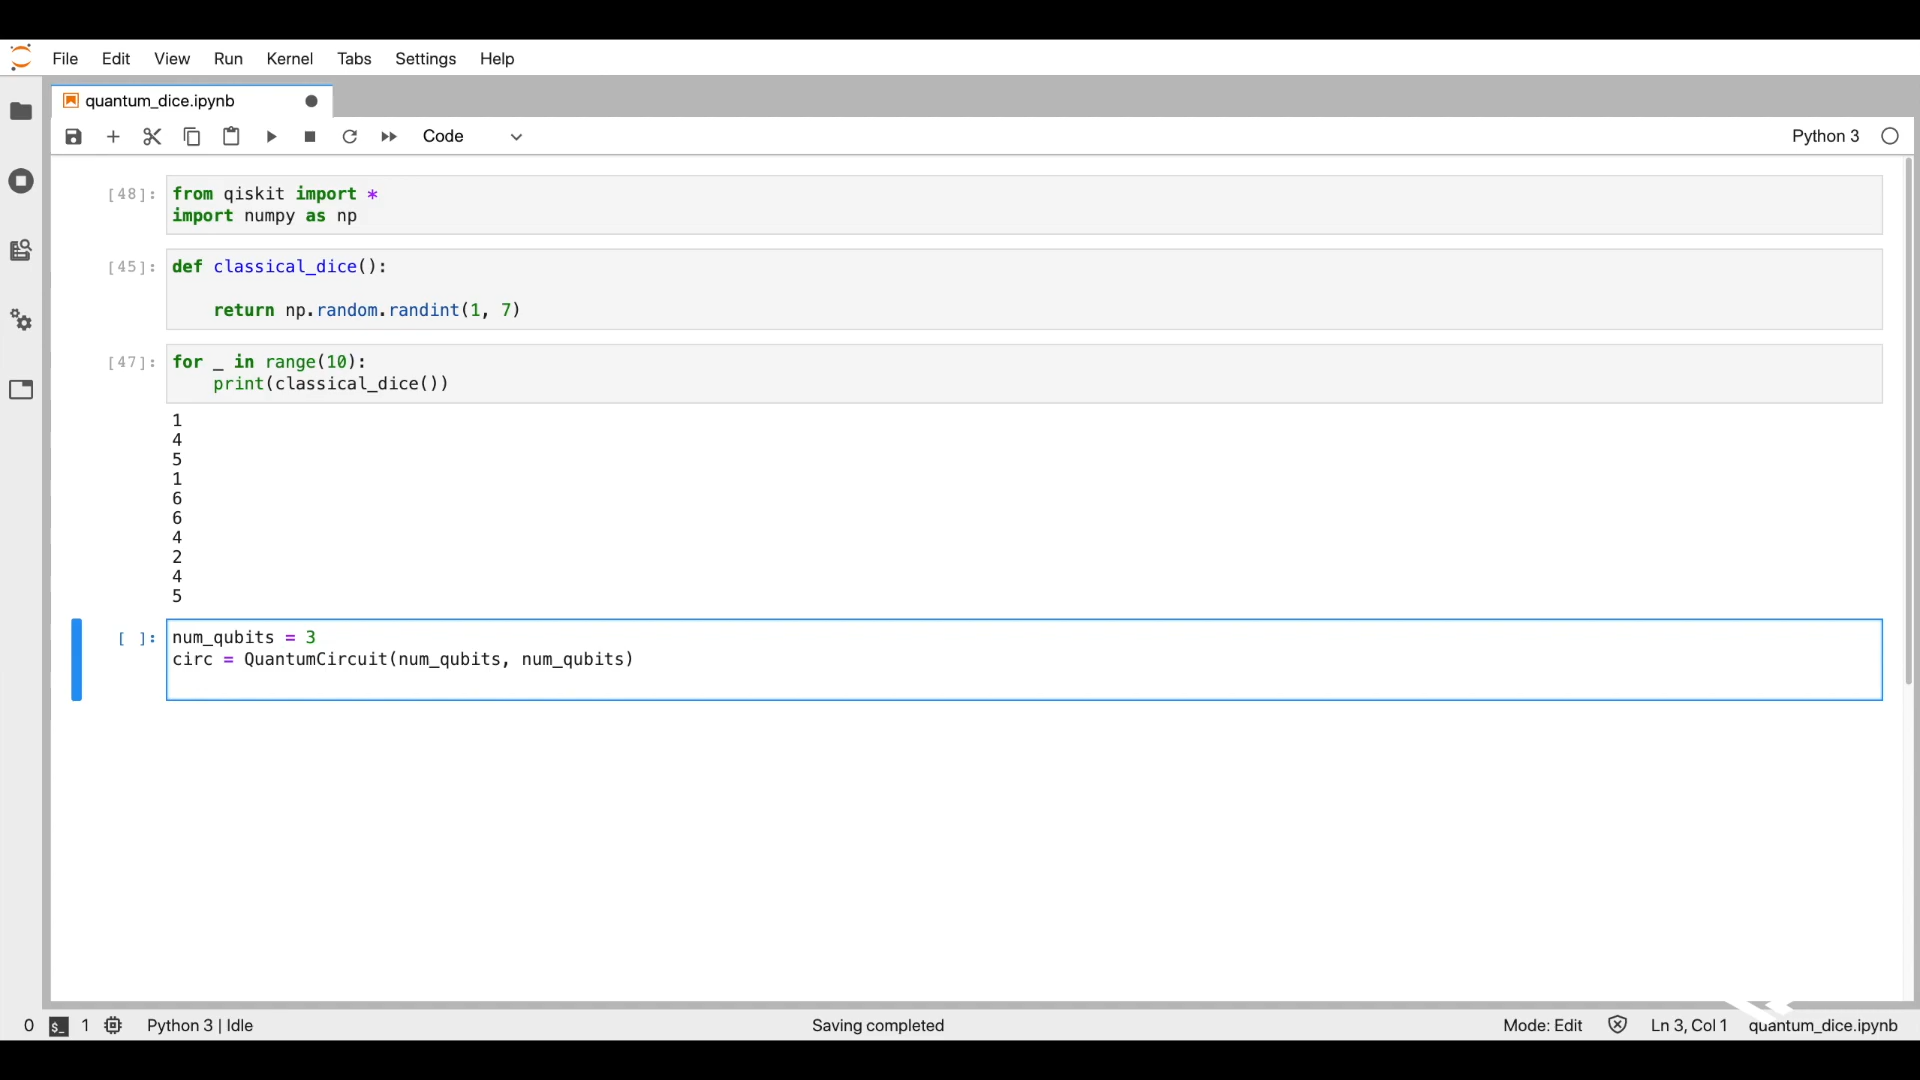 File Edit View Run Kernel Tabs Settings Help
quantum_dice.ipynb
Code
Python 3
[48]: from qiskit import *
import numpy as np
[45]: def classical_dice():
return np.random.randint(1, 7)
[47]: for _ in range(10):
print(classical_dice())
1
4
5
1
6
6
4
2
4
5
[ ]: num_qubits = 3
circ = QuantumCircuit(num_qubits, num_qubits)
0 $_ 1 Python 3 | Idle Saving completed Mode: Edit Ln 3, Col 1 quantum_dice.ipynb